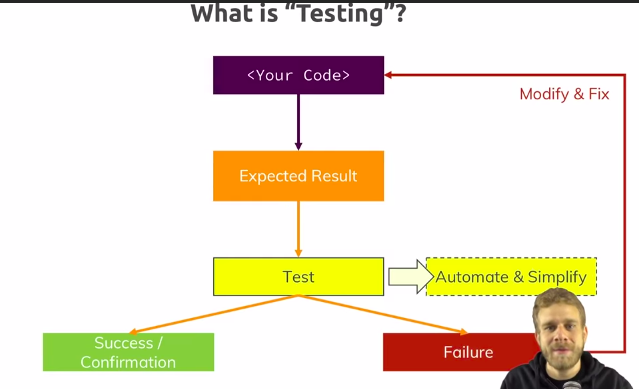 What is “Testing”?
<Your Code>
Modify & Fix
Expected Result
Test
Automate & Simplify
Success /
Confirmation
Failure